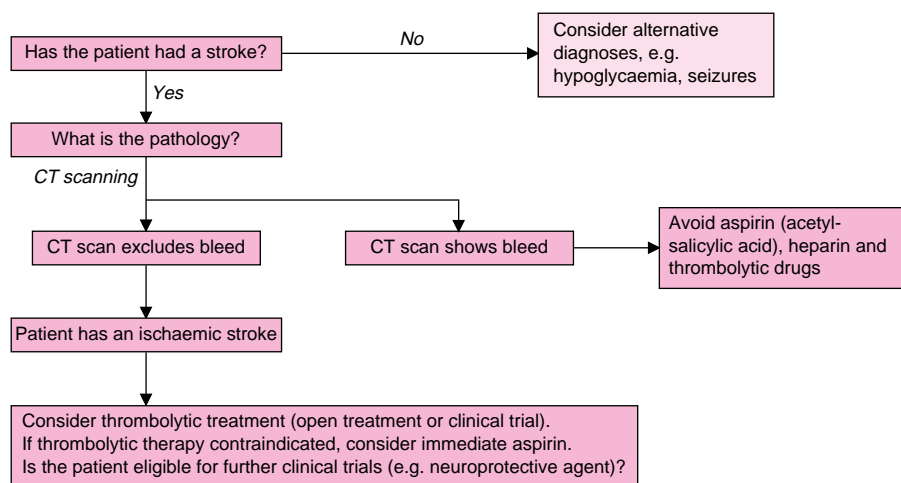 Has the patient had a stroke?
No
Consider alternative
diagnoses, e.g.
hypoglycaemia, seizures
Yes
What is the pathology?
CT scanning
CT scan excludes bleed
CT scan shows bleed
Avoid aspirin (acetyl-
salicylic acid), heparin and
thrombolytic drugs
Patient has an ischaemic stroke
Consider thrombolytic treatment (open treatment or clinical trial).
If thrombolytic therapy contraindicated, consider immediate aspirin.
Is the patient eligible for further clinical trials (e.g. neuroprotective agent)?